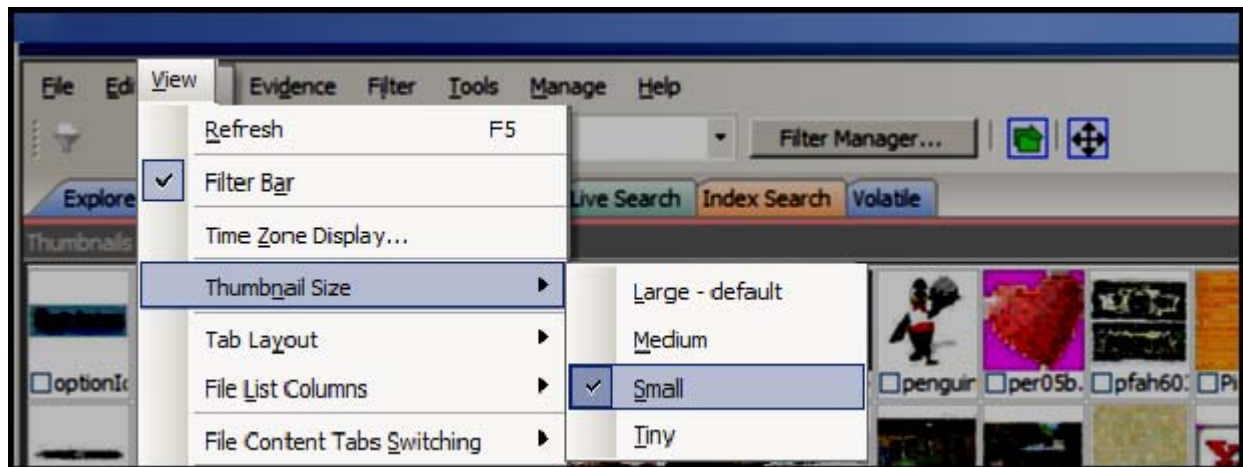 File Edi View Evidence Filter Tools Manage Help
Refresh F5
Filter Manager...
Filter Bar
Explore Live Search Index Search Volatile
Time Zone Display...
Thumbnails
Thumbnail Size
Large - default
Tab Layout
Medium
File List Columns
Small
penguin per05b. pfah60: Pi
File Content Tabs Switching
Tiny